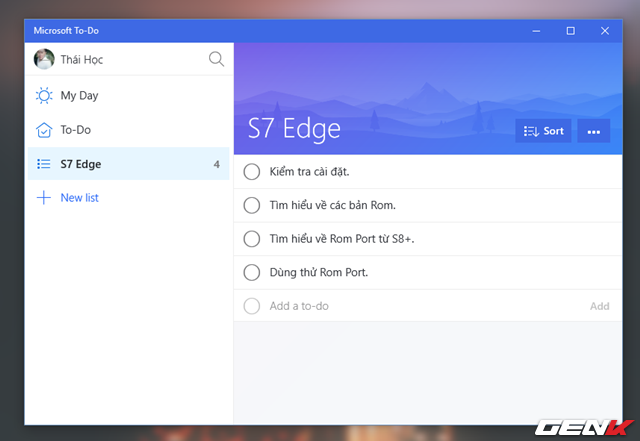 Microsoft To-Do
Thái Học
My Day
To-Do
S7 Edge 4
New list
S7 Edge
Sort
Kiểm tra cài đặt.
Tìm hiểu về các bản Rom.
Tìm hiểu về Rom Port từ S8+.
Dùng thử Rom Port.
Add a to-do Add
GENK